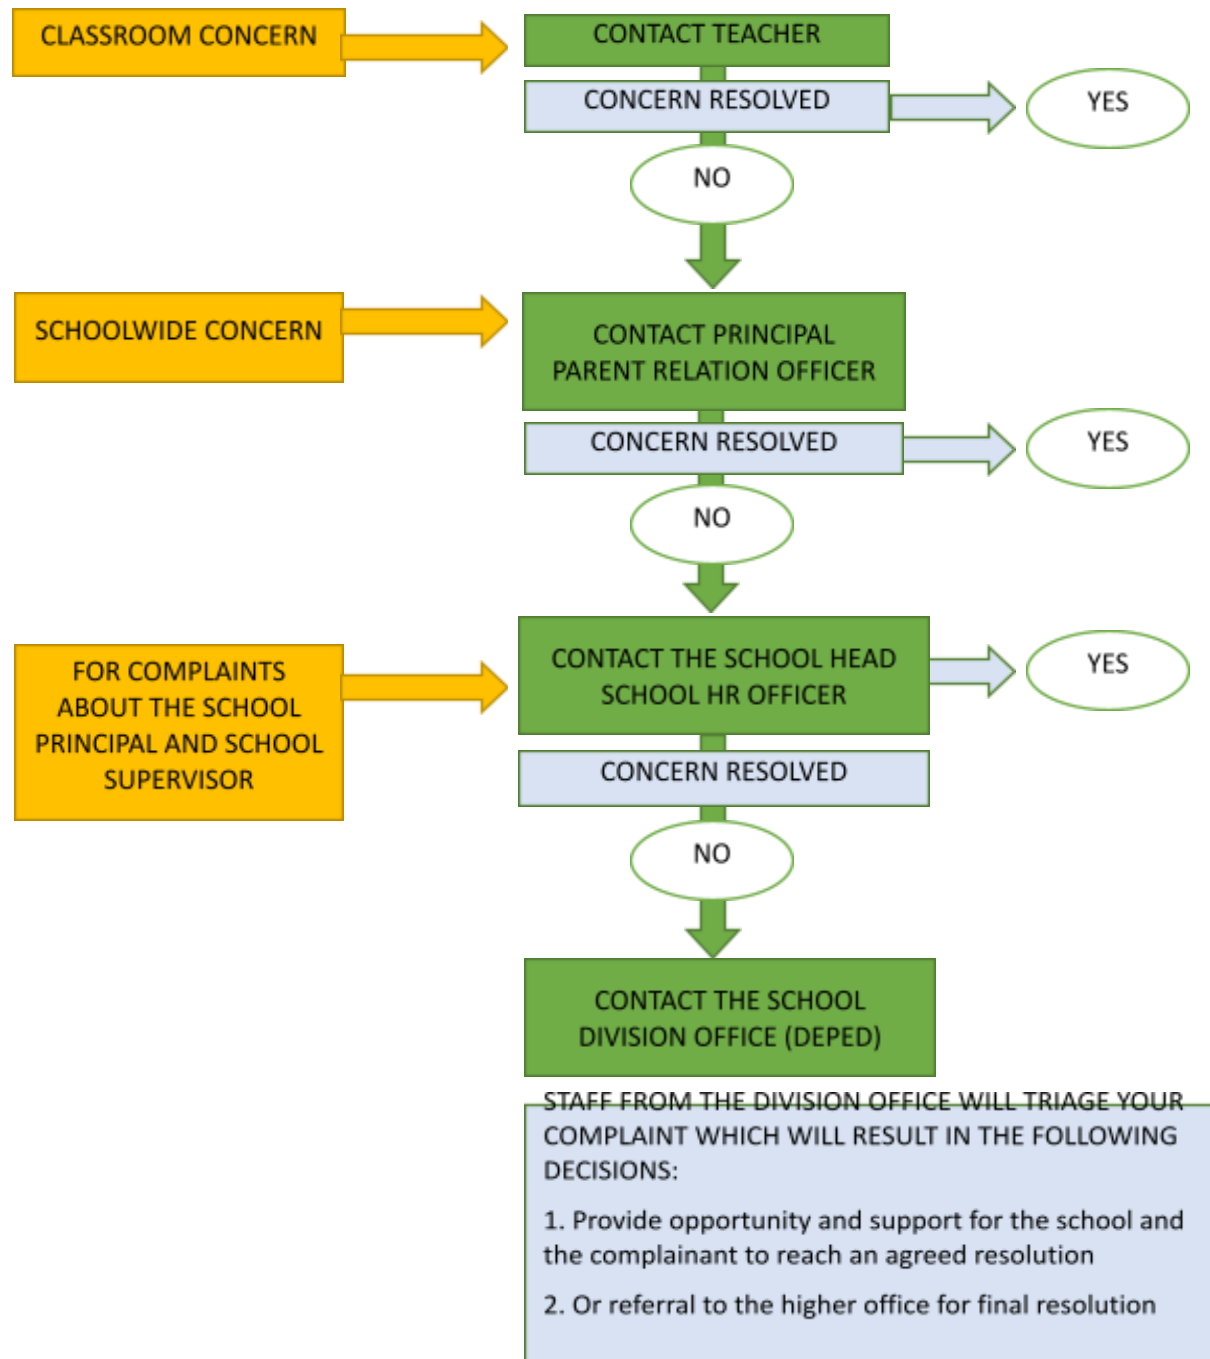 CLASSROOM CONCERN
CONTACT TEACHER
CONCERN RESOLVED
YES
NO
SCHOOLWIDE CONCERN
CONTACT PRINCIPAL
PARENT RELATION OFFICER
CONCERN RESOLVED
YES
NO
FOR COMPLAINTS
ABOUT THE SCHOOL
PRINCIPAL AND SCHOOL
SUPERVISOR
CONTACT THE SCHOOL HEAD
SCHOOL HR OFFICER
YES
CONCERN RESOLVED
NO
CONTACT THE SCHOOL
DIVISION OFFICE (DEPED)
STAFF FROM THE DIVISION OFFICE WILL TRIAGE YOUR
COMPLAINT WHICH WILL RESULT IN THE FOLLOWING
DECISIONS:
1. Provide opportunity and support for the school and
the complainant to reach an agreed resolution
2. Or referral to the higher office for final resolution